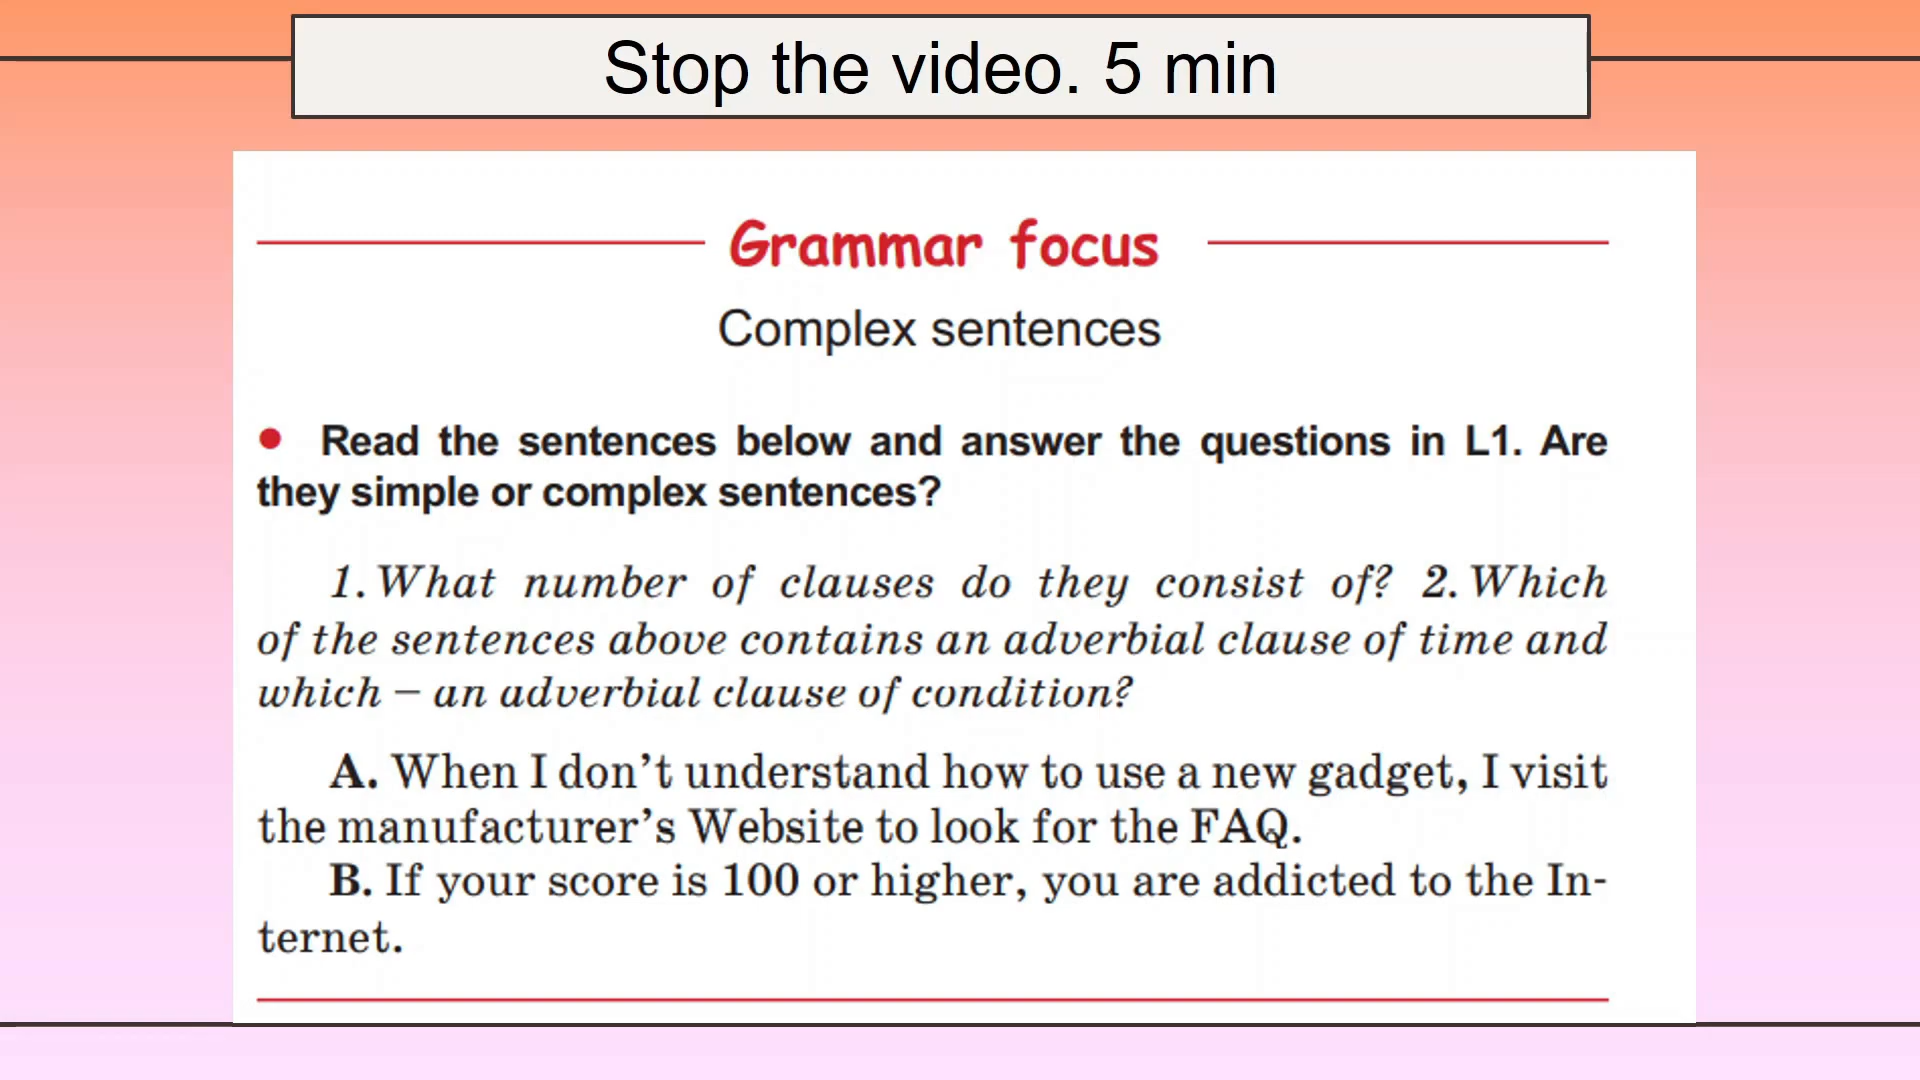 Stop the video. 5 min
Grammar focus
Complex sentences
• Read the sentences below and answer the questions in L1. Are
they simple or complex sentences?
1. What number of clauses do they consist of? 2. Which
of the sentences above contains an adverbial clause of time and
which – an adverbial clause of condition?
A. When I don’t understand how to use a new gadget, I visit
the manufacturer’s Website to look for the FAQ.
B. If your score is 100 or higher, you are addicted to the In-
ternet.